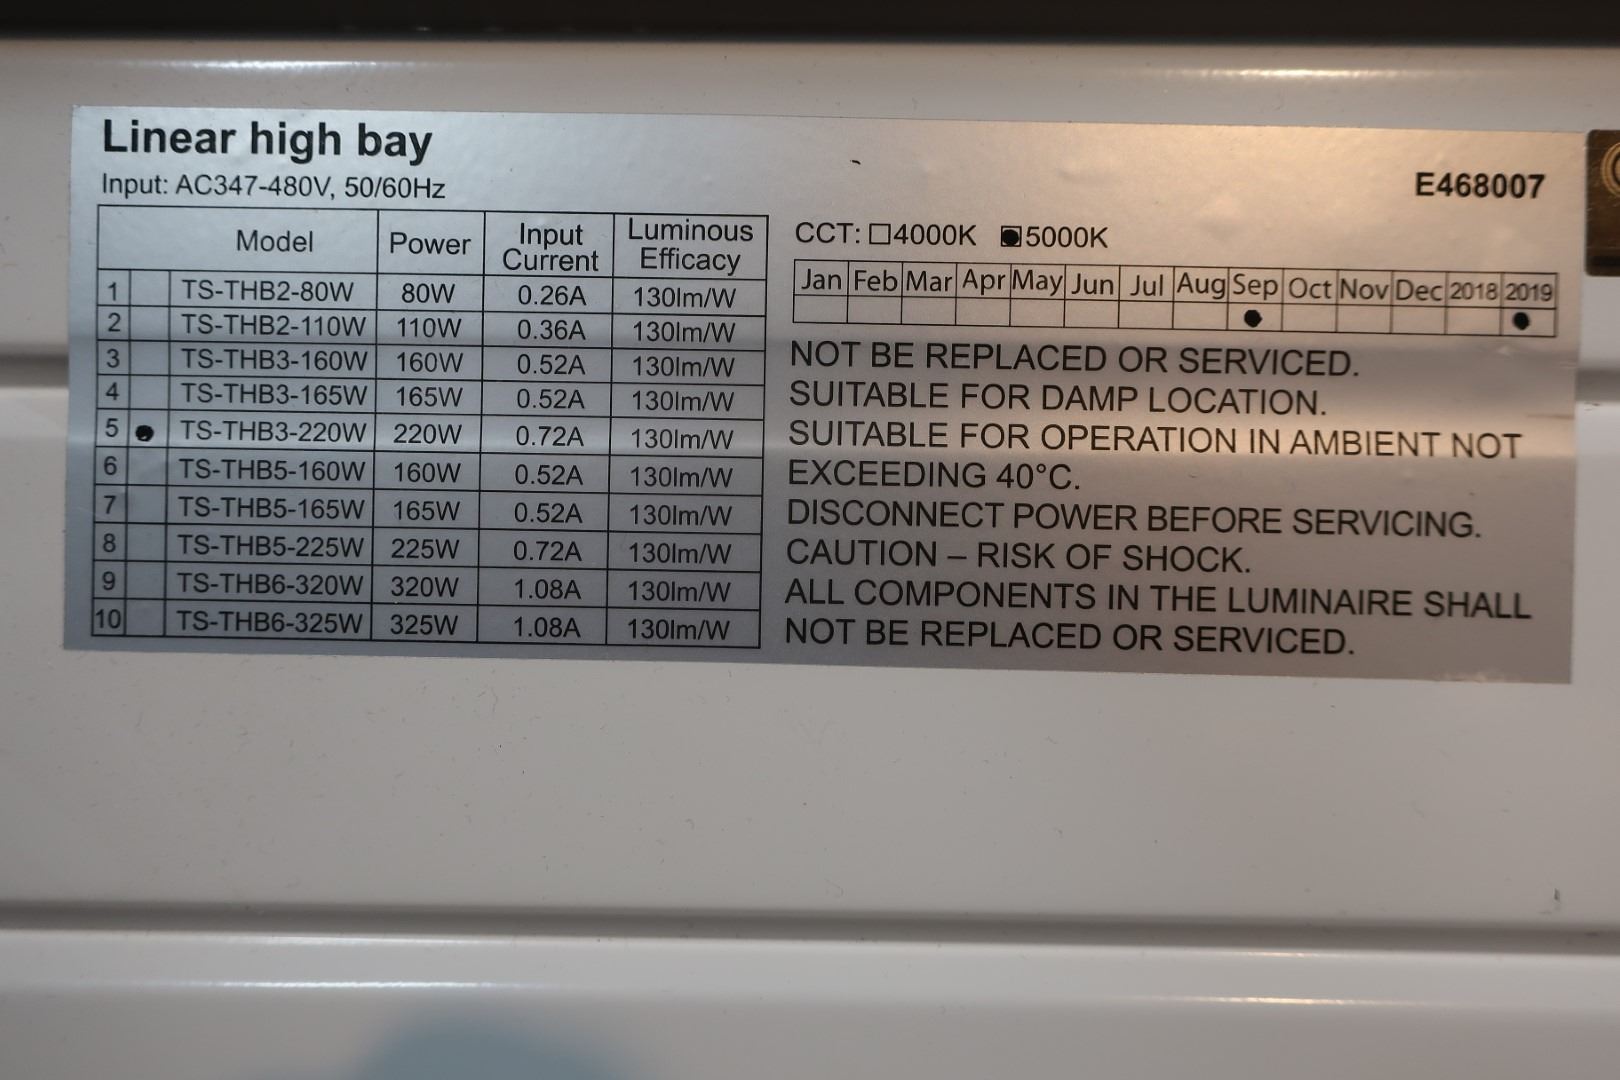 Linear high bay
Input: AC347-480V, 50/60Hz
E468007
Model Power Input Current Luminous Efficacy
1 TS-THB2-80W 80W 0.26A 130lm/W
2 TS-THB2-110W 110W 0.36A 130lm/W
3 TS-THB3-160W 160W 0.52A 130lm/W
4 TS-THB3-165W 165W 0.52A 130lm/W
5 ● TS-THB3-220W 220W 0.72A 130lm/W
6 TS-THB5-160W 160W 0.52A 130lm/W
7 TS-THB5-165W 165W 0.52A 130lm/W
8 TS-THB5-225W 225W 0.72A 130lm/W
9 TS-THB6-320W 320W 1.08A 130lm/W
10 TS-THB6-325W 325W 1.08A 130lm/W
CCT: □4000K ■5000K
Jan Feb Mar Apr May Jun Jul Aug Sep Oct Nov Dec 2018 2019
NOT BE REPLACED OR SERVICED.
SUITABLE FOR DAMP LOCATION.
SUITABLE FOR OPERATION IN AMBIENT NOT
EXCEEDING 40°C.
DISCONNECT POWER BEFORE SERVICING.
CAUTION – RISK OF SHOCK.
ALL COMPONENTS IN THE LUMINAIRE SHALL
NOT BE REPLACED OR SERVICED.